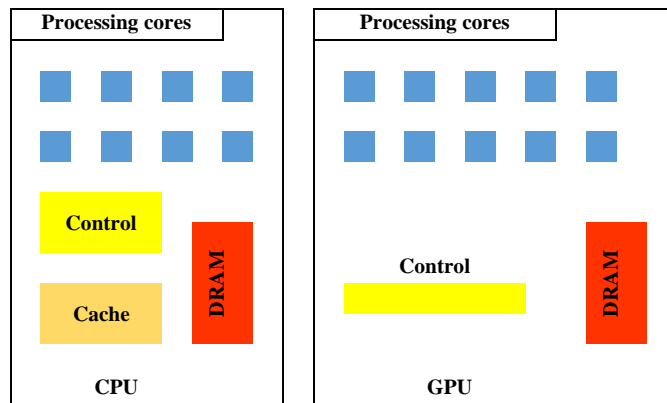 Processing cores
Control
Cache
DRAM
CPU
Processing cores
Control
DRAM
GPU